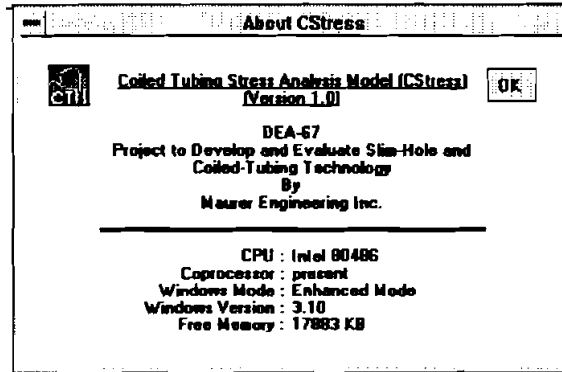 About CStress
CTI
Coiled Tubing Stress Analysis Model (CStress)
(Version 1.0)
OK
DEA-67
Project to Develop and Evaluate Slim-Hole and
Coiled-Tubing Technology
By
Maurer Engineering Inc.
CPU : Intel 80486
Coprocessor : present
Windows Mode : Enhanced Mode
Windows Version : 3.10
Free Memory : 17883 KB